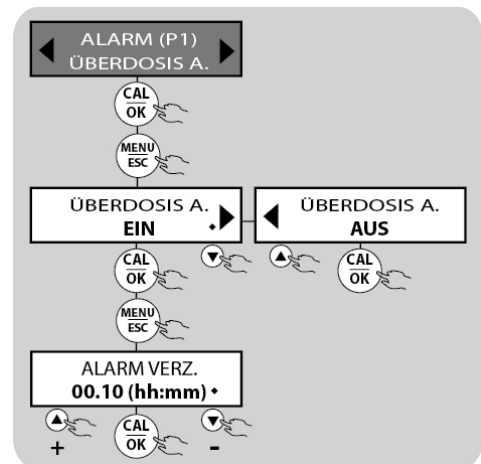 ALARM (P1)
ÜBERDOSIS A.
CAL
OK
MENU
ESC
ÜBERDOSIS A.
EIN
ÜBERDOSIS A.
AUS
CAL
OK
CAL
OK
MENU
ESC
ALARM VERZ.
00.10 (hh:mm)
CAL
OK
+
-